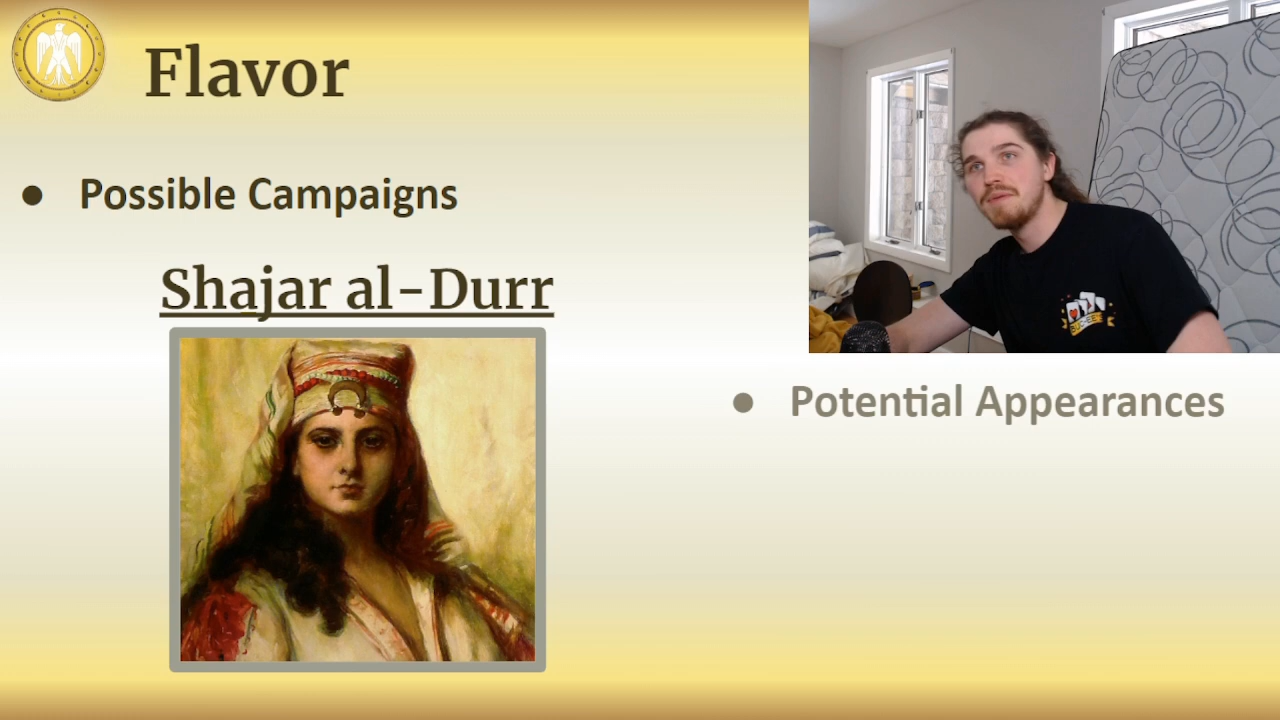 Flavor
● Possible Campaigns
Shajar al-Durr
● Potential Appearances